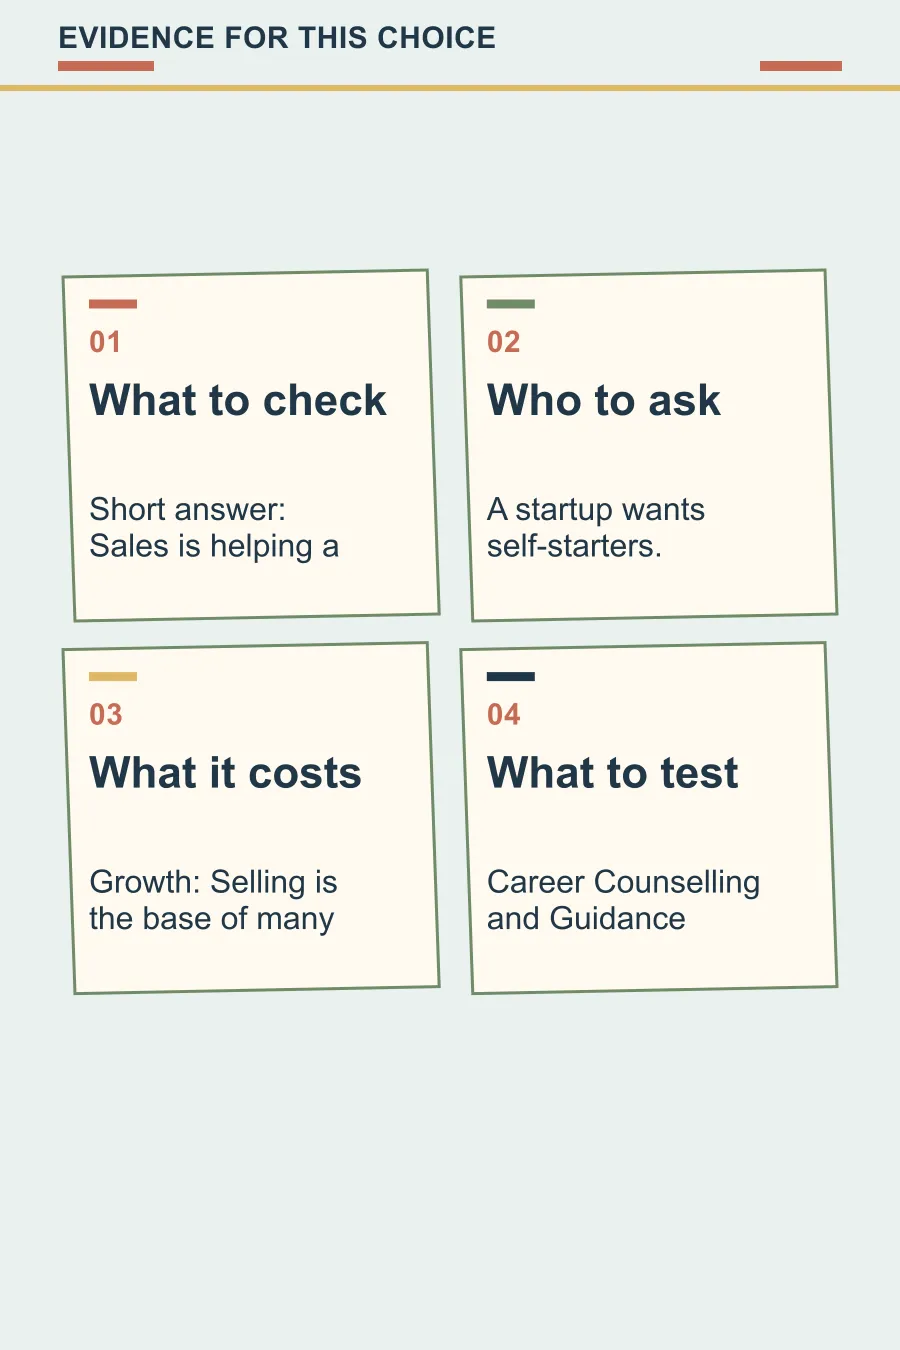 EVIDENCE FOR THIS CHOICE
01
What to check
Short answer:
Sales is helping a
02
Who to ask
A startup wants
self-starters.
03
What it costs
Growth: Selling is
the base of many
04
What to test
Career Counselling
and Guidance